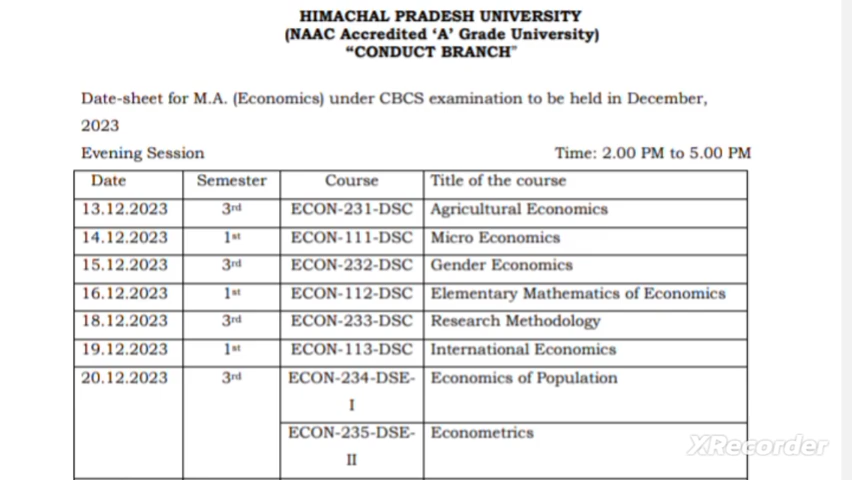 HIMACHAL PRADESH UNIVERSITY
(NAAC Accredited ‘A’ Grade University)
“CONDUCT BRANCH”
Date-sheet for M.A. (Economics) under CBCS examination to be held in December,
2023
Evening Session Time: 2.00 PM to 5.00 PM
Date Semester Course Title of the course
13.12.2023 3rd ECON-231-DSC Agricultural Economics
14.12.2023 1st ECON-111-DSC Micro Economics
15.12.2023 3rd ECON-232-DSC Gender Economics
16.12.2023 1st ECON-112-DSC Elementary Mathematics of Economics
18.12.2023 3rd ECON-233-DSC Research Methodology
19.12.2023 1st ECON-113-DSC International Economics
20.12.2023 3rd ECON-234-DSE- Economics of Population
I
ECON-235-DSE- Econometrics
II
XRecorder